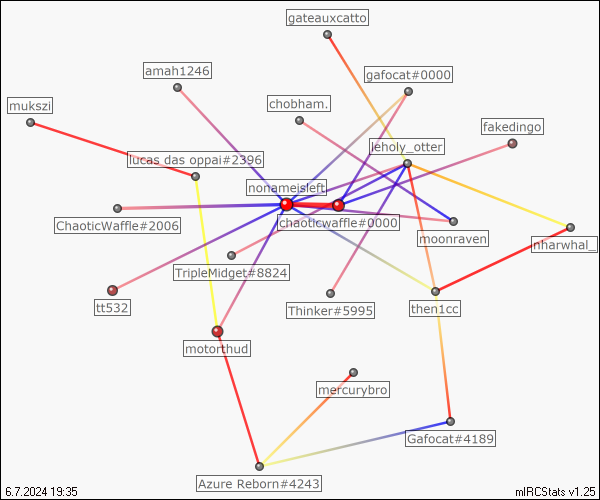 gateauxcatto
amah1246
gafocat#0000
mukszi
chobham.
fakedingo
leholy_otter
lucas das oppai#2396
nonameisleft
ChaoticWaffle#2006
chaoticwaffle#0000
moonraven
nharwhal_
TripleMidget#8824
tt532
Thinker#5995
then1cc
motorthud
mercurybro
Gafocat#4189
Azure Reborn#4243
6.7.2024 19:35
mIRCStats v1.25